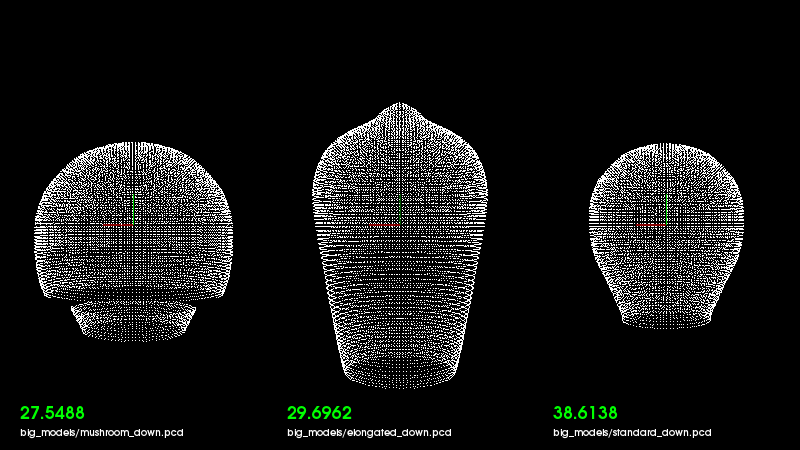 27.5488
big_models/mushroom_down.pcd
29.6962
big_models/elongated_down.pcd
38.6138
big_models/standard_down.pcd